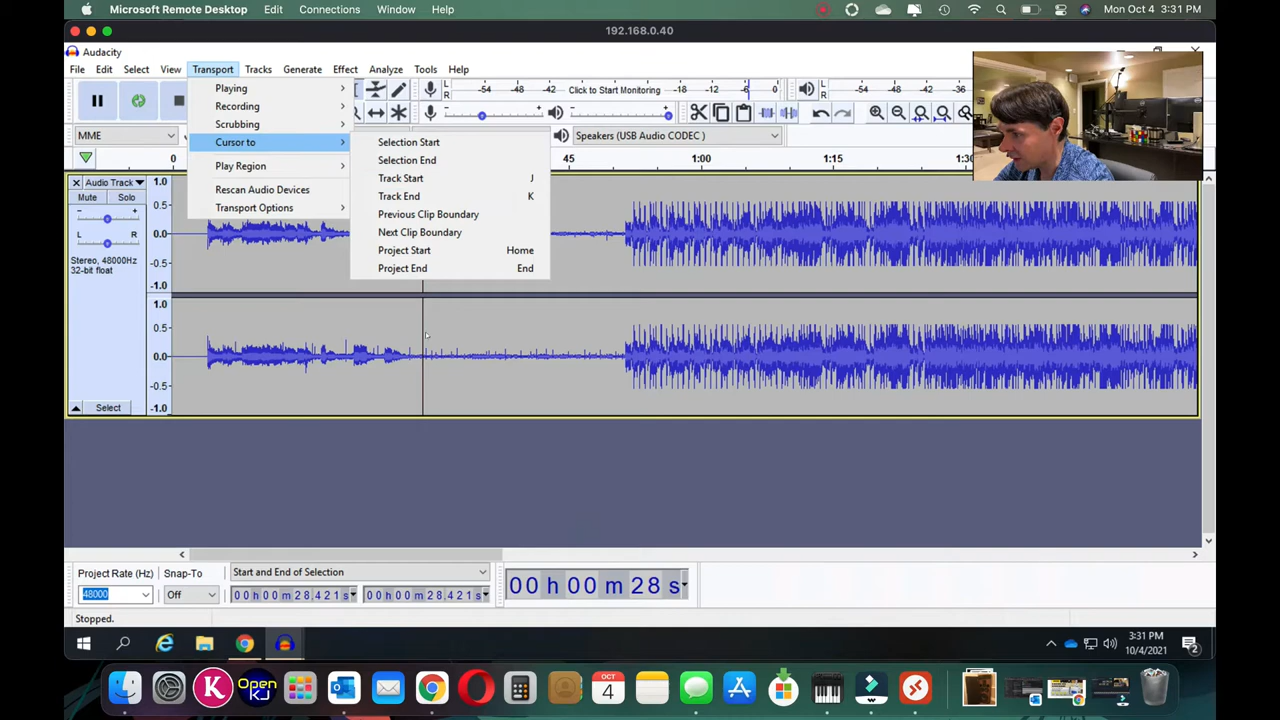 Microsoft Remote Desktop Edit Connections Window Help Mon Oct 4 3:31 PM
192.168.0.40
Audacity
File Edit Select View Transport Tracks Generate Effect Analyze Tools Help
Playing
Recording
Scrubbing
Cursor to
Play Region
Rescan Audio Devices
Transport Options
Selection Start
Selection End
Track Start J
Track End K
Previous Clip Boundary
Next Clip Boundary
Project Start Home
Project End End
L R -54 -48 Click to Start Monitoring -18 -12 -6 0 L R -54 -48 -42 -36
MME
Speakers (USB Audio CODEC )
0 45 1:00 1:15 1:30
Audio Track
Mute Solo
- +
L R
Stereo, 48000Hz
32-bit float
Select
1.0
0.5
0.0
-0.5
-1.0
1.0
0.5
0.0
-0.5
-1.0
Project Rate (Hz) Snap-To Start and End of Selection
48000 Off 00 h 00 m 28.421 s 00 h 00 m 28.421 s
00 h 00 m 28 s
Stopped.
3:31 PM
10/4/2021
2
K
Open
KJ
OCT
4